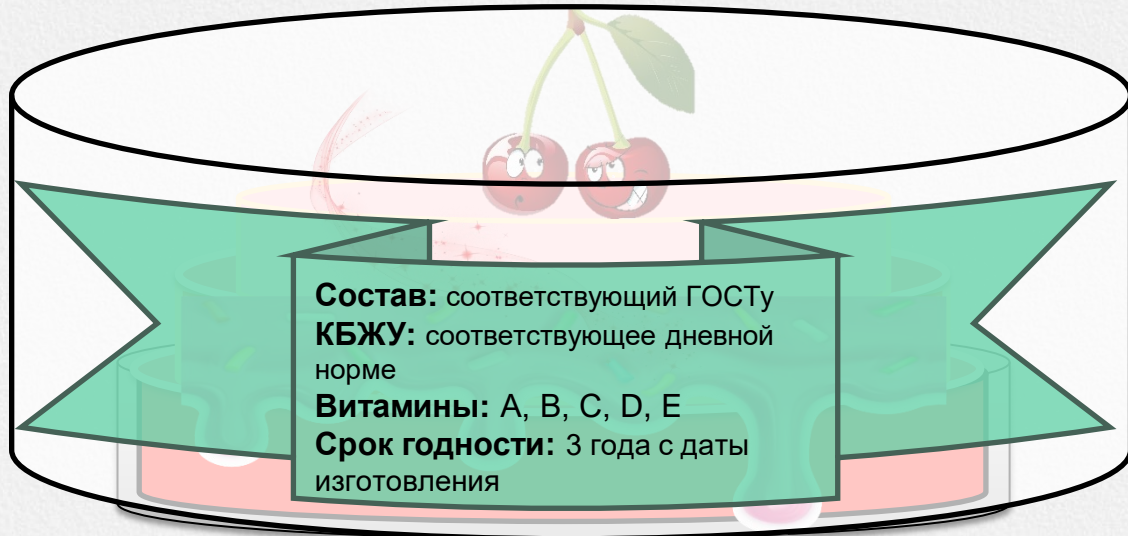 Состав: соответствующий ГОСТу
КБЖУ: соответствующее дневной
норме
Витамины: A, B, C, D, E
Срок годности: 3 года с даты
изготовления